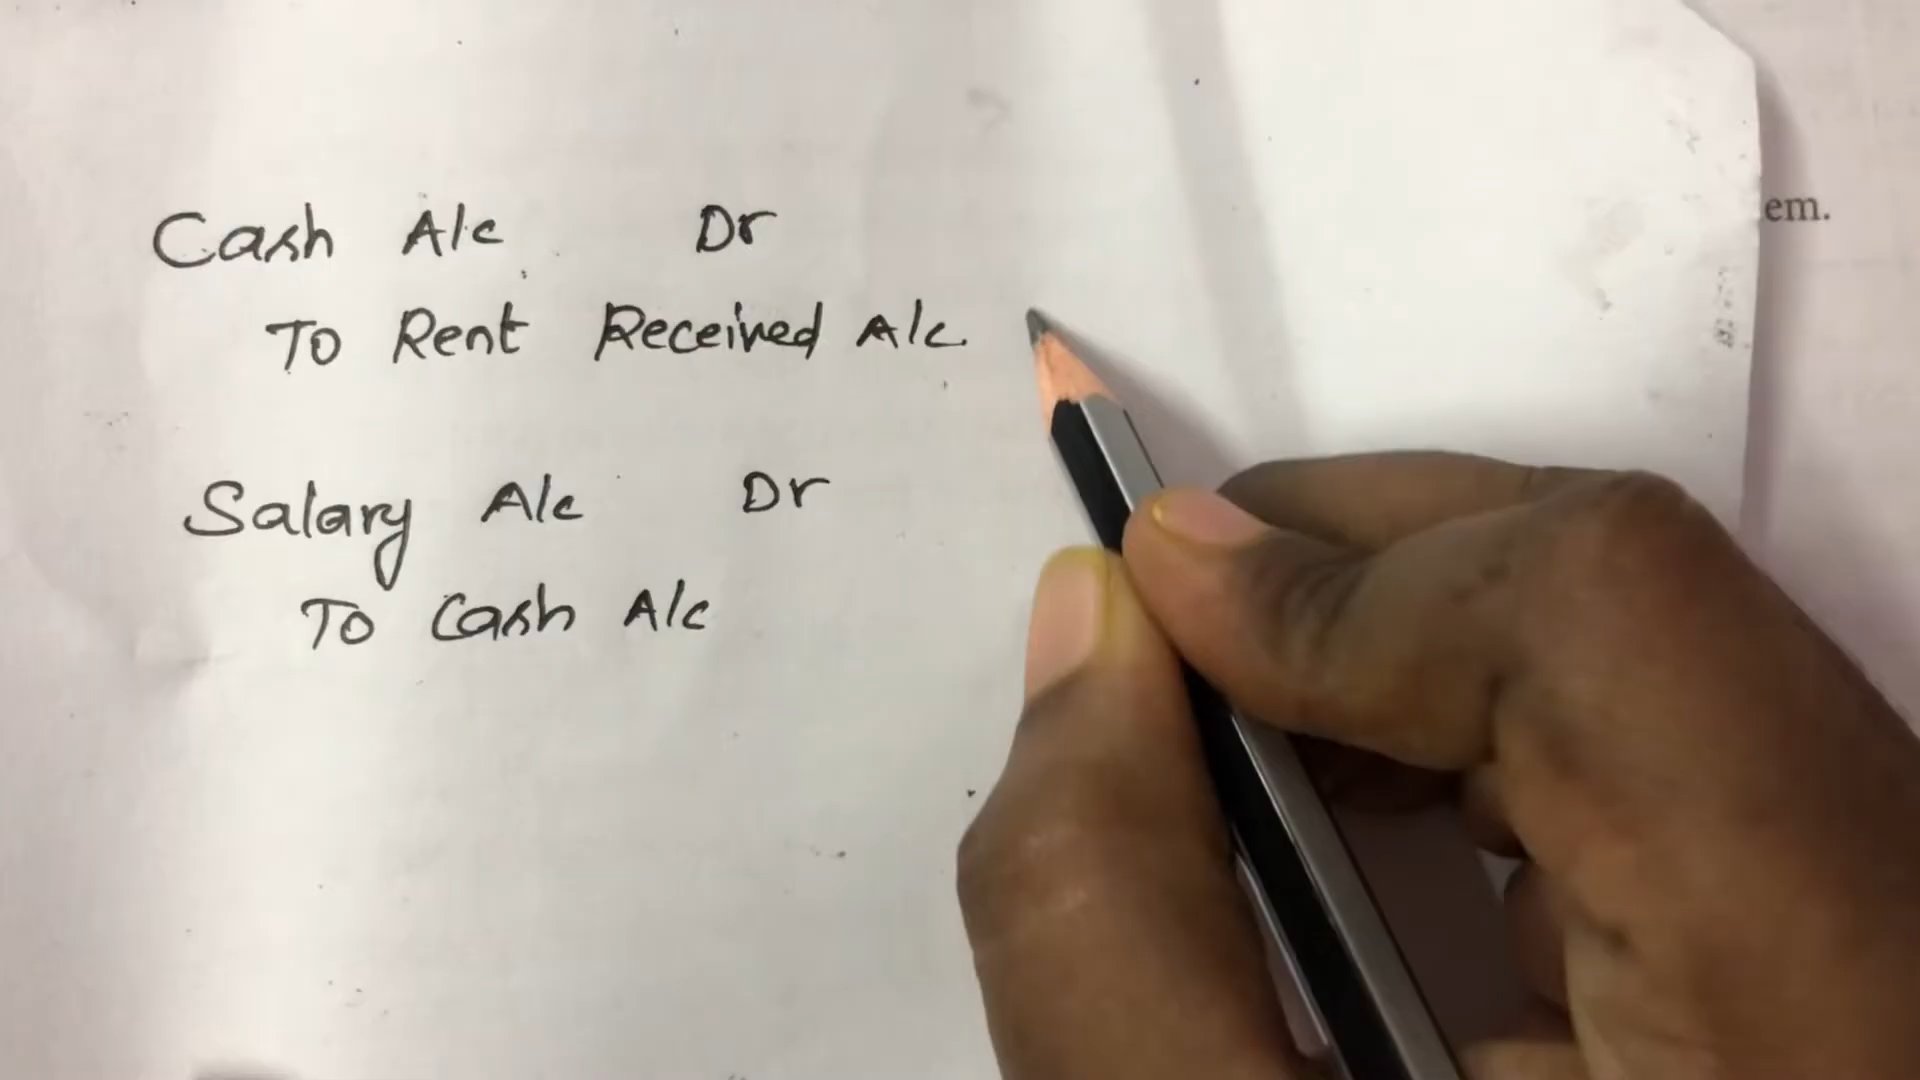 Cash A/c Dr
To Rent Received A/c.
Salary A/c Dr
To Cash A/c
em.